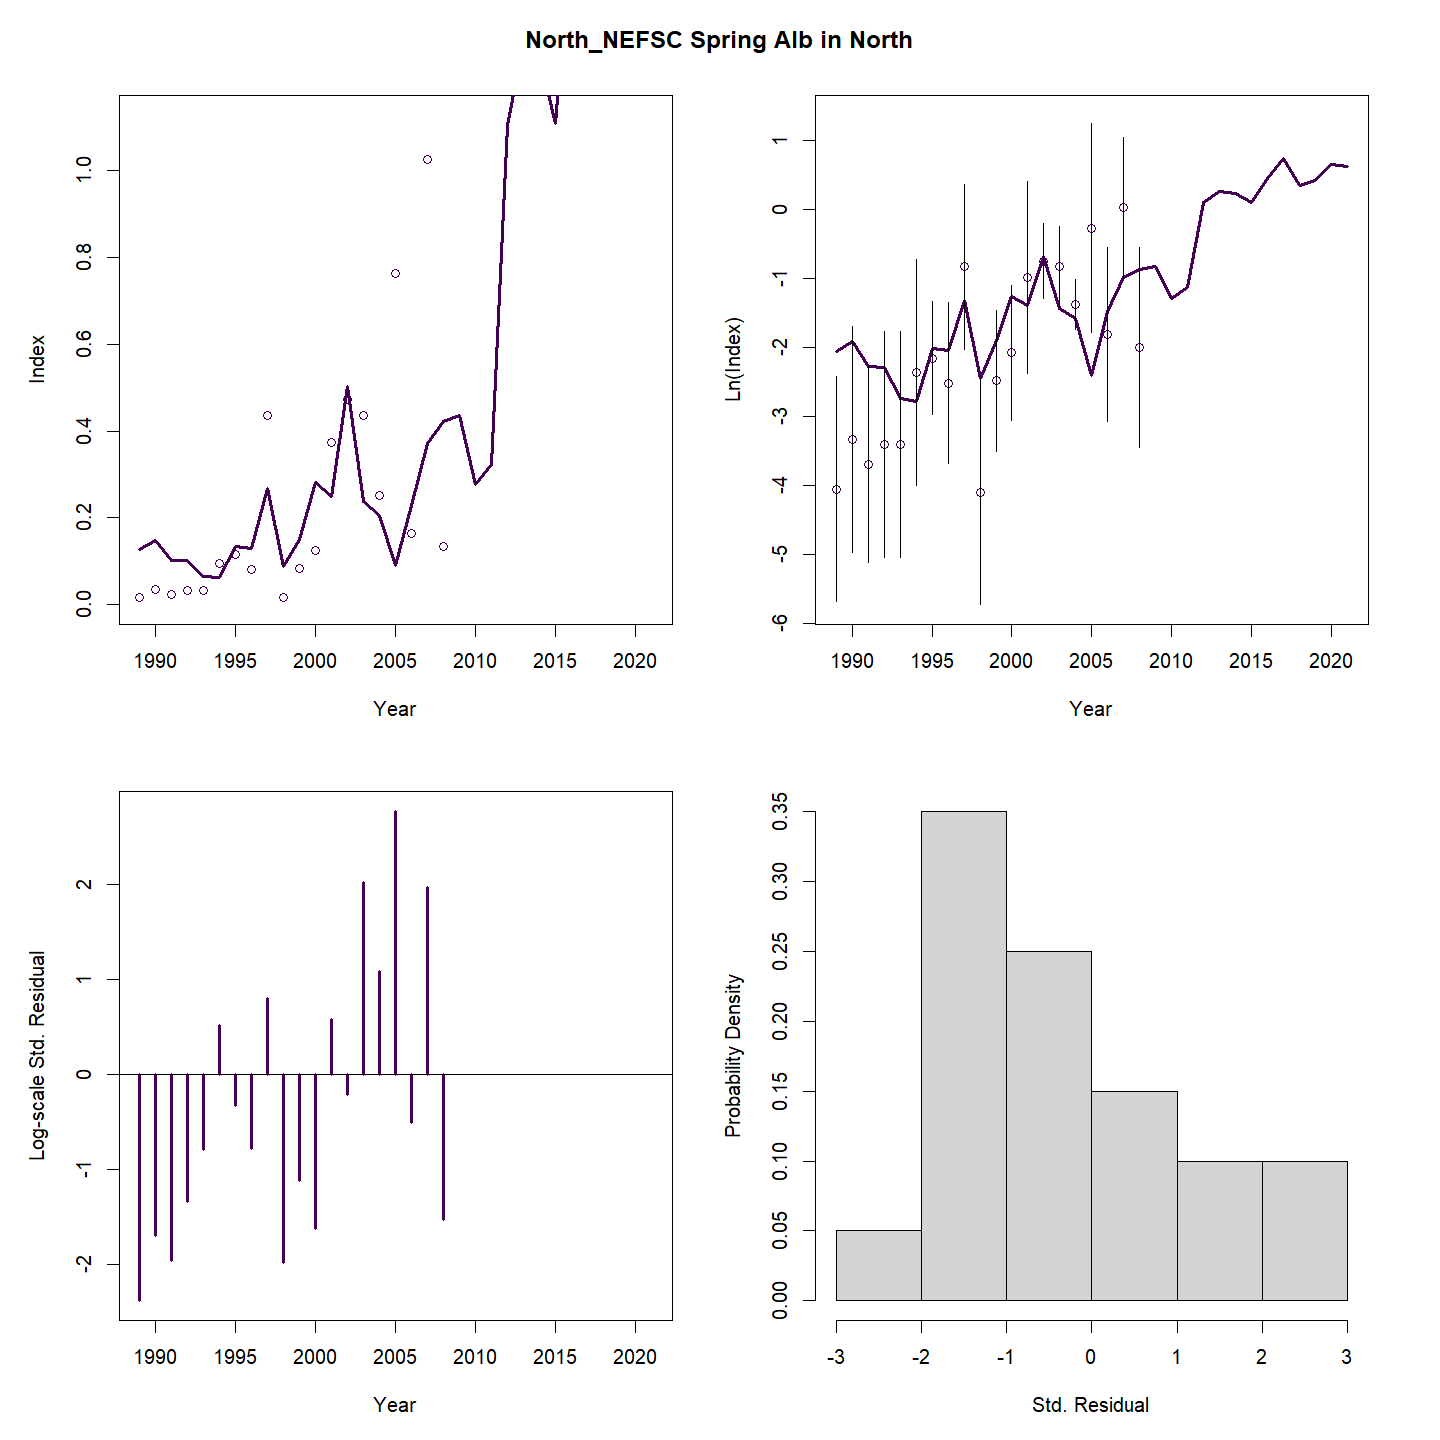 North_NEFSC Spring Alb in North
Index
0.0 0.2 0.4 0.6 0.8 1.0
1990 1995 2000 2005 2010 2015 2020
Year
Ln(Index)
-6 -5 -4 -3 -2 -1 0 1
1990 1995 2000 2005 2010 2015 2020
Year
Log-scale Std. Residual
-2 -1 0 1 2
1990 1995 2000 2005 2010 2015 2020
Year
Probability Density
0.00 0.05 0.10 0.15 0.20 0.25 0.30 0.35
-3 -2 -1 0 1 2 3
Std. Residual